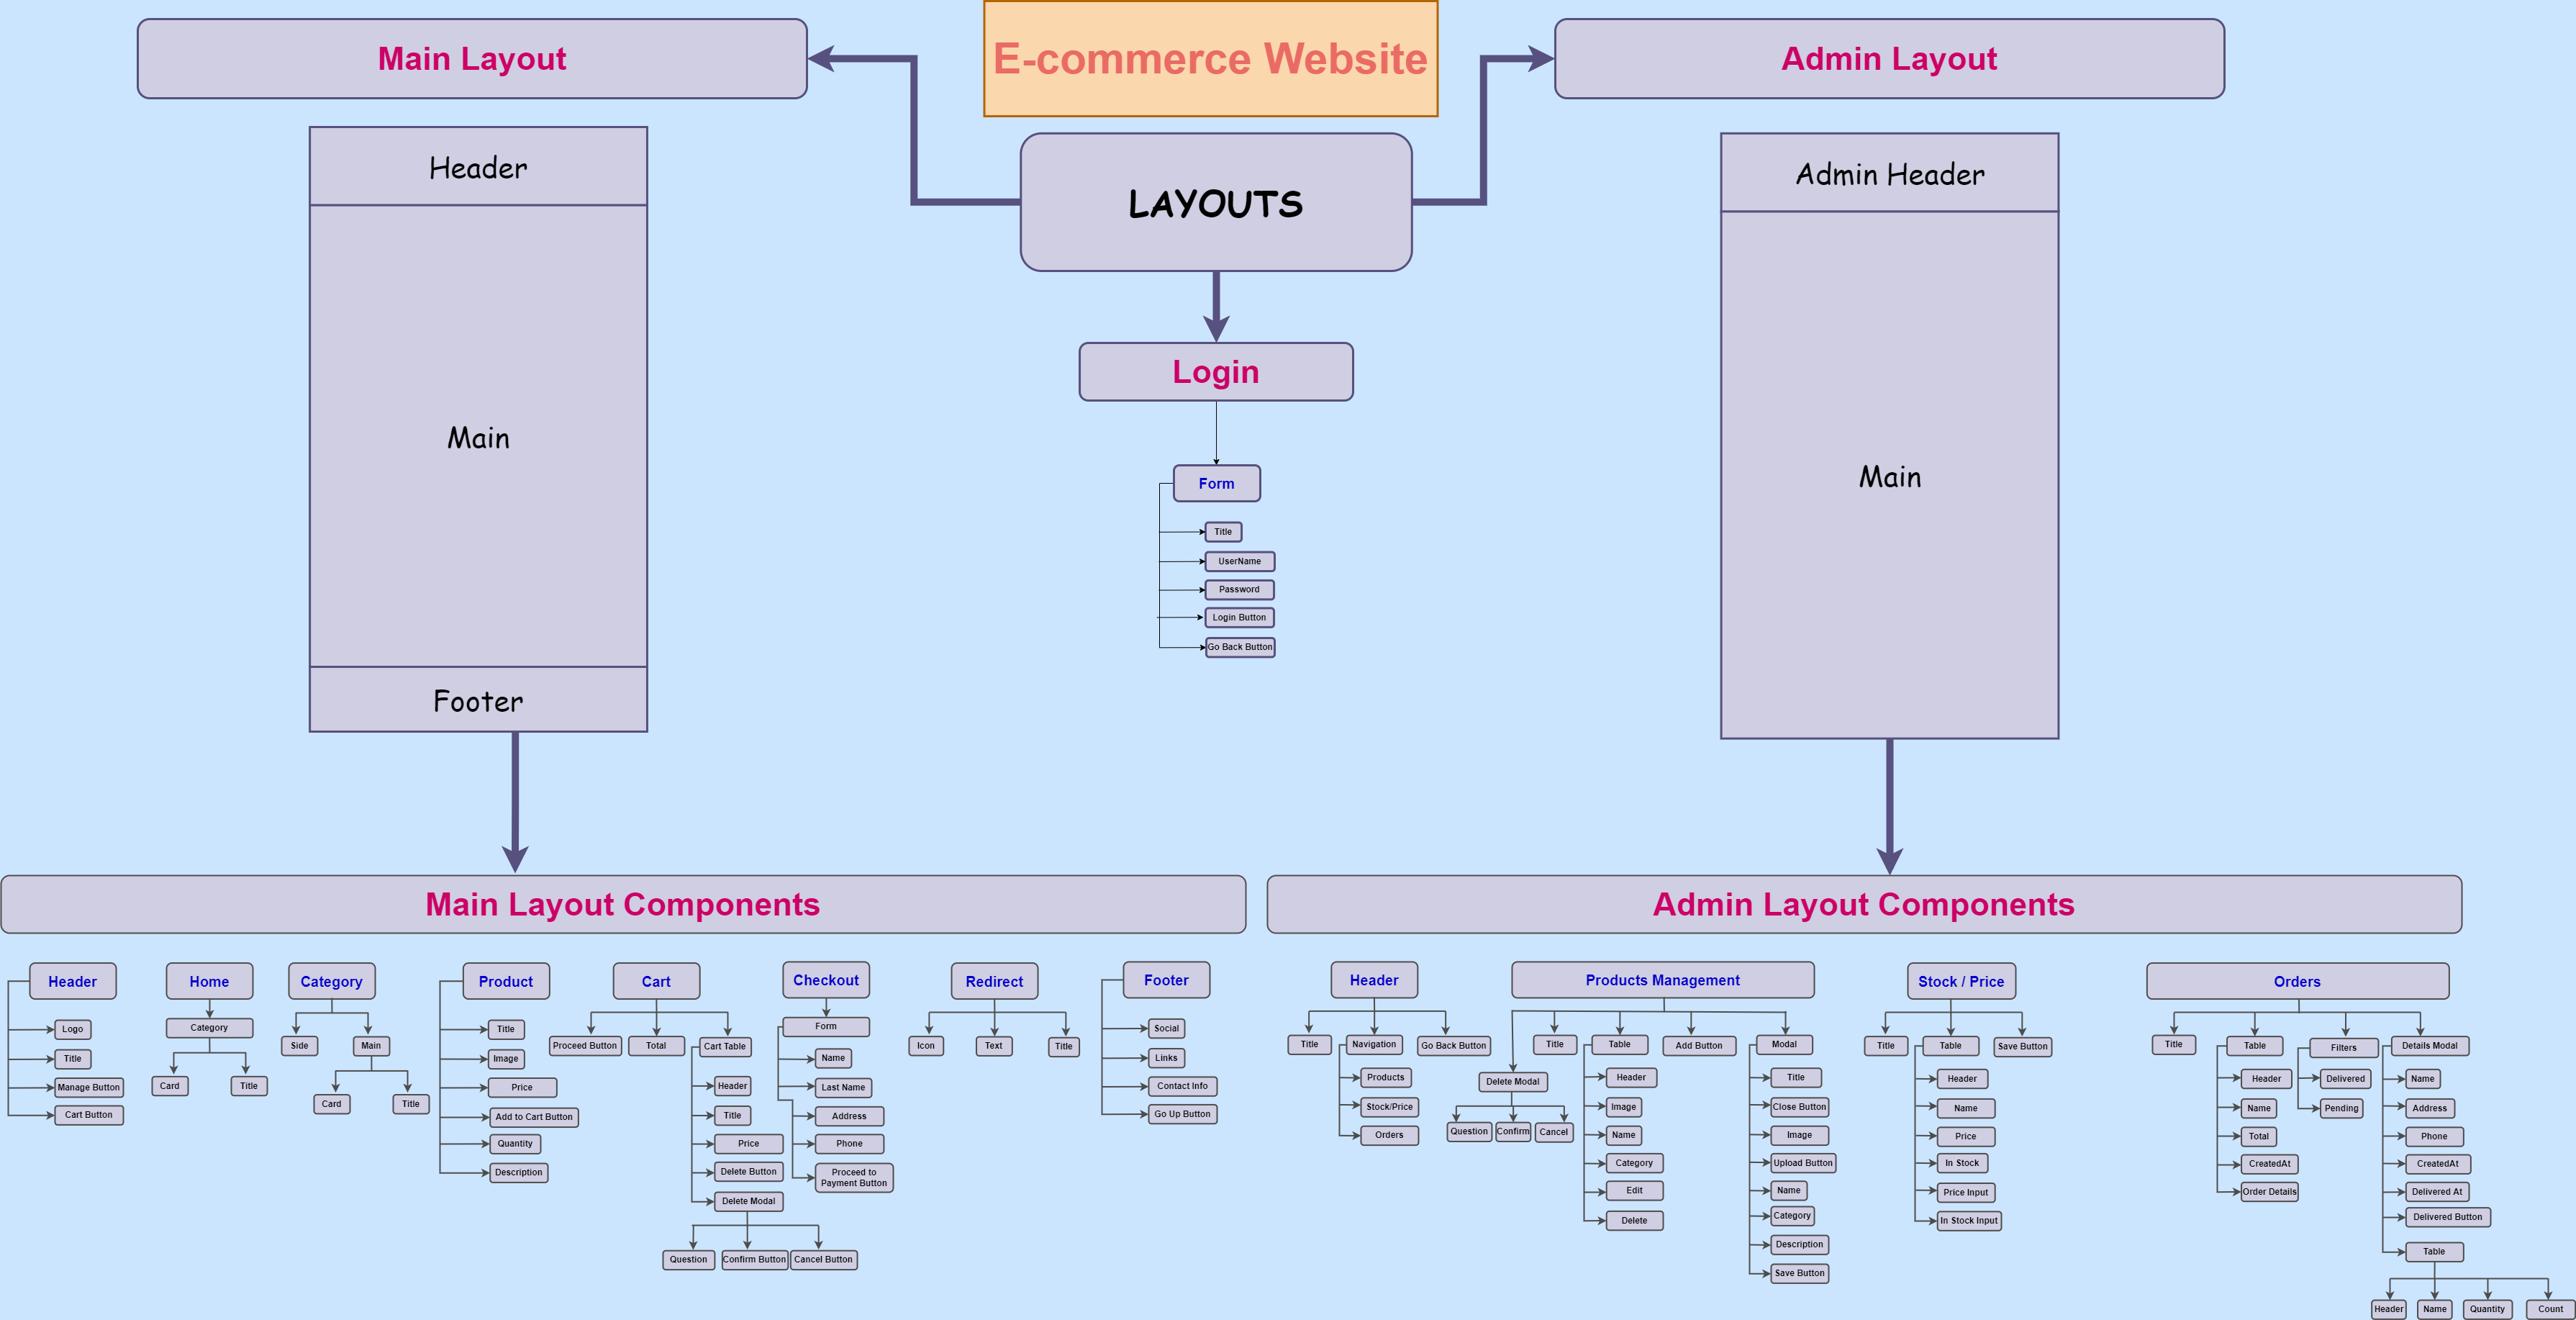 E-commerce Website
Main Layout
Admin Layout
LAYOUTS
Header
Main
Footer
Admin Header
Main
Login
Form
Title
UserName
Password
Login Button
Go Back Button
Main Layout Components
Header
Logo
Title
Manage Button
Cart Button
Home
Category
Card
Title
Category
Side
Main
Card
Title
Product
Title
Image
Price
Add to Cart Button
Quantity
Description
Cart
Proceed Button
Total
Cart Table
Header
Title
Price
Delete Button
Delete Modal
Question
Confirm Button
Cancel Button
Checkout
Form
Name
Last Name
Address
Phone
Proceed to
Payment Button
Redirect
Icon
Text
Title
Footer
Social
Links
Contact Info
Go Up Button
Admin Layout Components
Header
Title
Navigation
Go Back Button
Products
Stock/Price
Orders
Products Management
Delete Modal
Question
Confirm
Cancel
Title
Table
Header
Image
Name
Category
Edit
Delete
Add Button
Modal
Title
Close Button
Image
Upload Button
Name
Category
Description
Save Button
Stock / Price
Title
Table
Save Button
Header
Name
Price
In Stock
Price Input
In Stock Input
Orders
Title
Table
Header
Name
Total
CreatedAt
Order Details
Filters
Delivered
Pending
Details Modal
Name
Address
Phone
CreatedAt
Delivered At
Delivered Button
Table
Header
Name
Quantity
Count